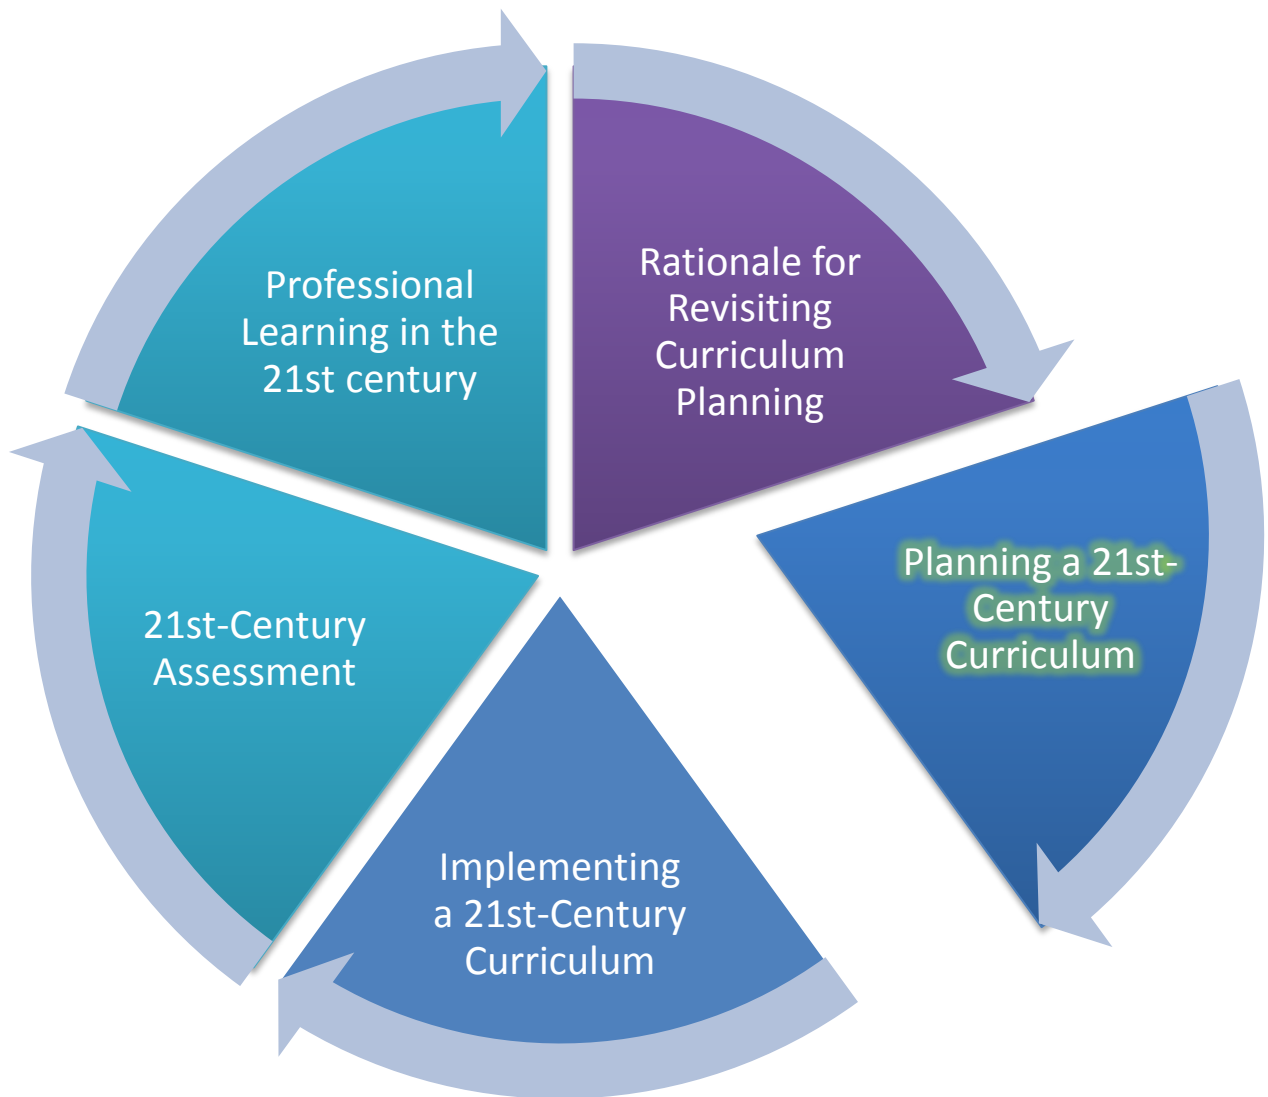 Rationale for
Revisiting
Curriculum
Planning
Planning a 21st-
Century
Curriculum
Implementing
a 21st-Century
Curriculum
21st-Century
Assessment
Professional
Learning in the
21st century